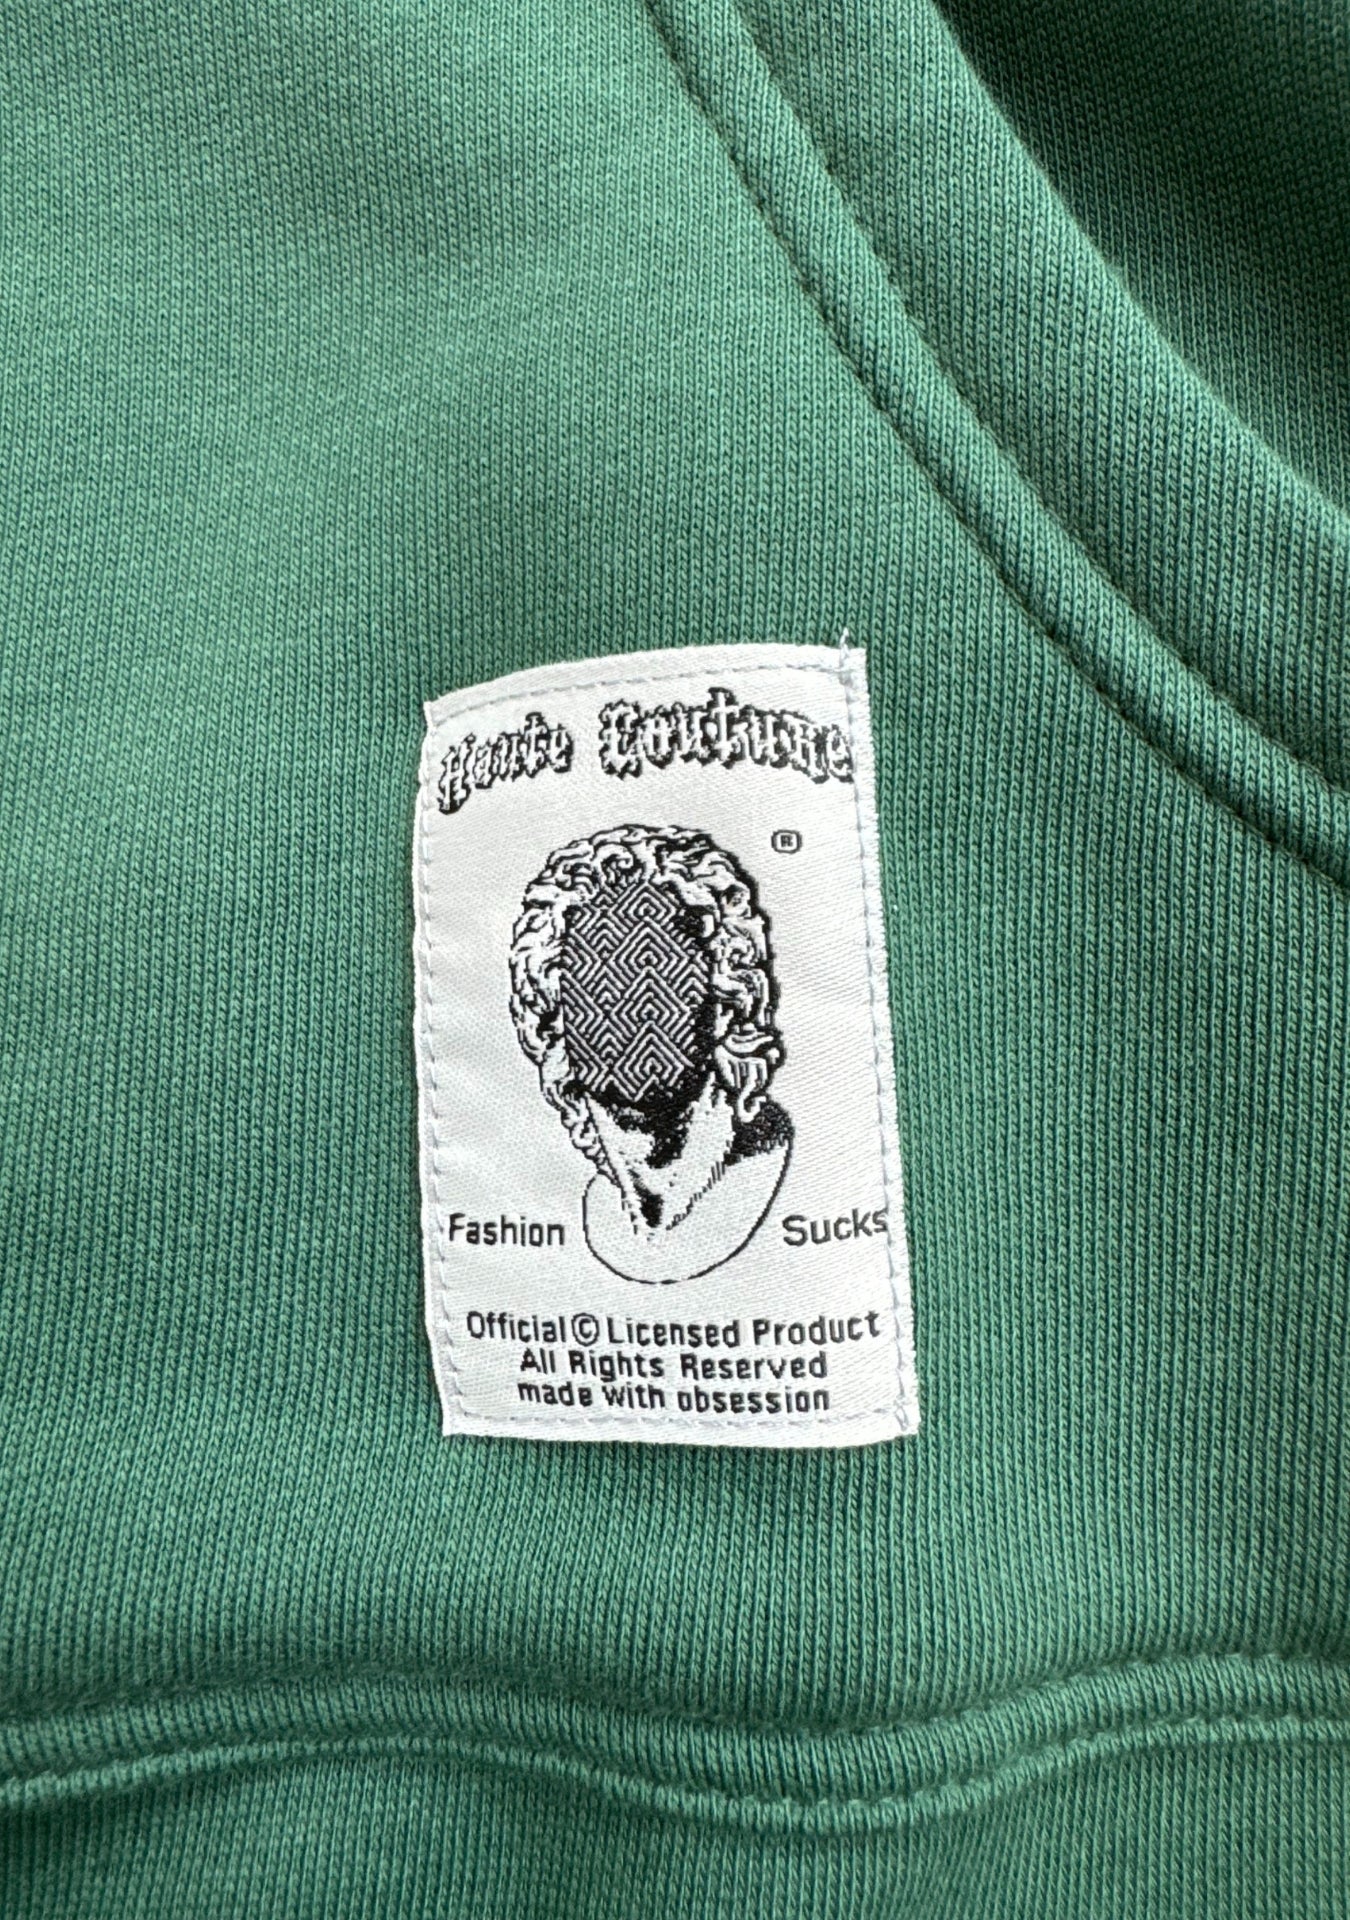 Haute Couture
®
Fashion Sucks
Official © Licensed Product
All Rights Reserved
made with obsession